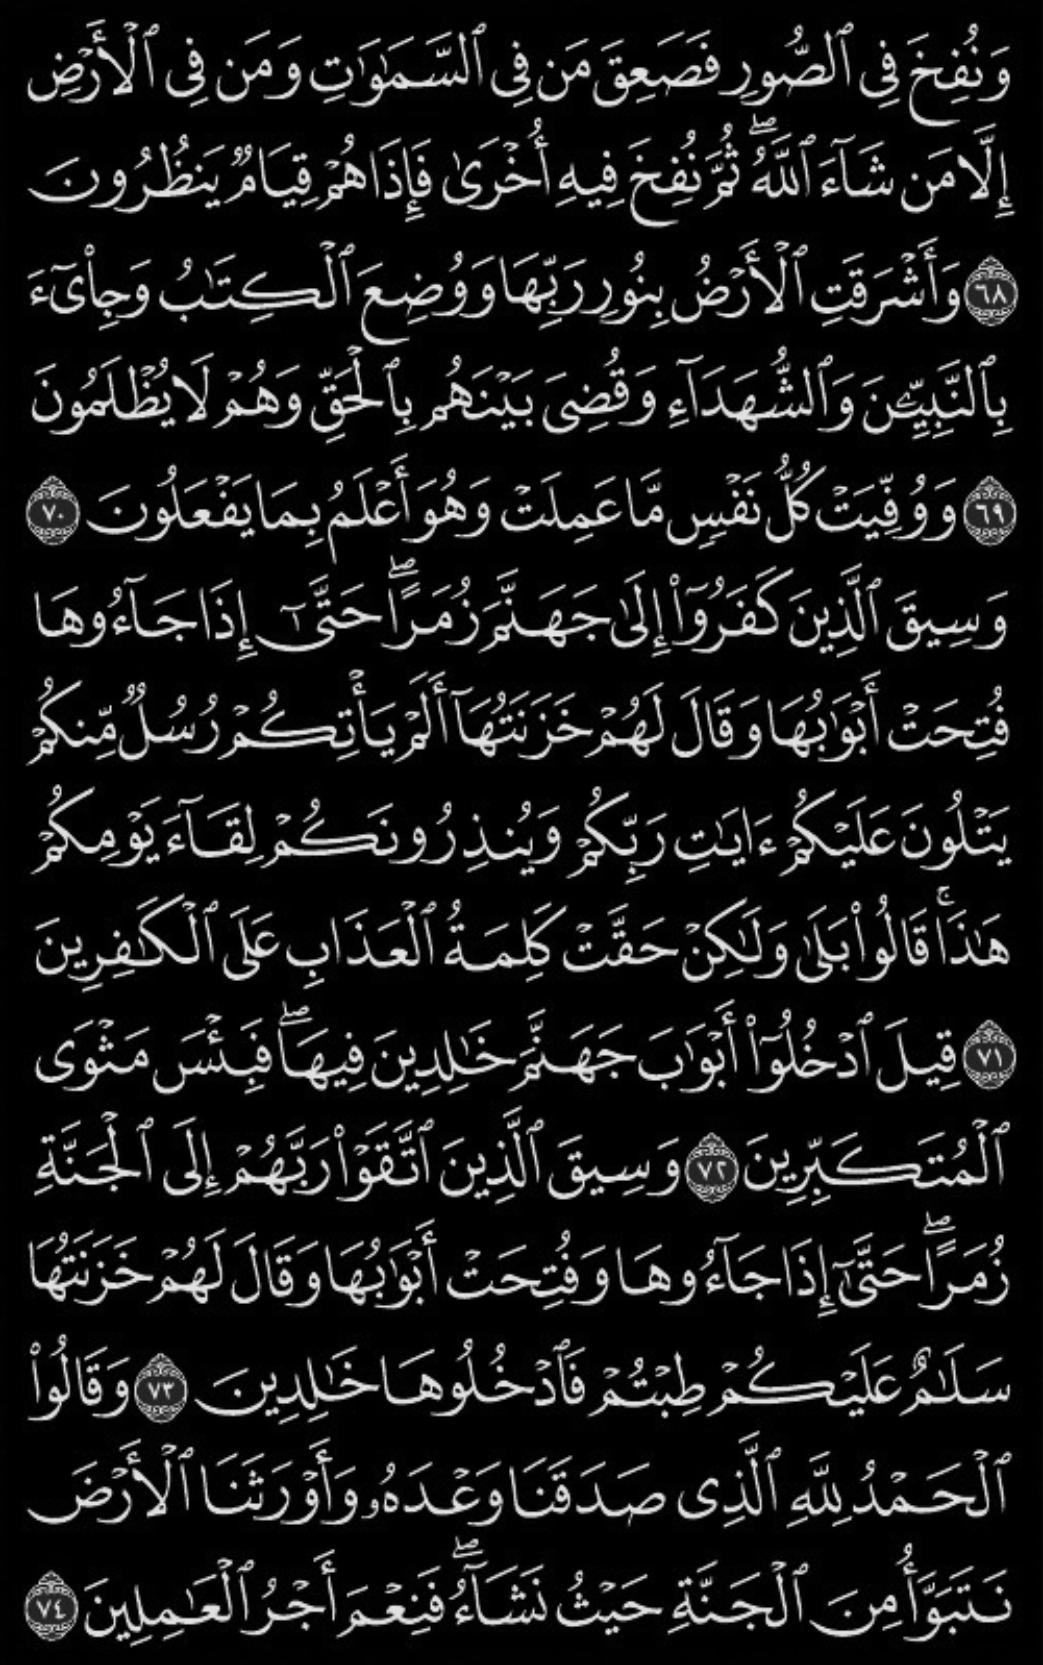 وَنُفِخَ فِى ٱلصُّورِ فَصَعِقَ مَن فِى ٱلسَّمَٰوَٰتِ وَمَن فِى ٱلْأَرْضِ
إِلَّا مَن شَآءَ ٱللَّهُ ۖ ثُمَّ نُفِخَ فِيهِ أُخْرَىٰ فَإِذَا هُمْ قِيَامٌ يَنظُرُونَ
٦٨ وَأَشْرَقَتِ ٱلْأَرْضُ بِنُورِ رَبِّهَا وَوُضِعَ ٱلْكِتَٰبُ وَجِا۟ىٓءَ
بِٱلنَّبِيِّۦنَ وَٱلشُّهَدَآءِ وَقُضِىَ بَيْنَهُم بِٱلْحَقِّ وَهُمْ لَا يُظْلَمُونَ
٦٩ وَوُفِّيَتْ كُلُّ نَفْسٍ مَّا عَمِلَتْ وَهُوَ أَعْلَمُ بِمَا يَفْعَلُونَ ٧٠
وَسِيقَ ٱلَّذِينَ كَفَرُوٓا۟ إِلَىٰ جَهَنَّمَ زُمَرًا ۖ حَتَّىٰٓ إِذَا جَآءُوهَا
فُتِحَتْ أَبْوَٰبُهَا وَقَالَ لَهُمْ خَزَنَتُهَآ أَلَمْ يَأْتِكُمْ رُسُلٌ مِّنكُمْ
يَتْلُونَ عَلَيْكُمْ ءَايَٰتِ رَبِّكُمْ وَيُنذِرُونَكُمْ لِقَآءَ يَوْمِكُمْ
هَٰذَا ۚ قَالُوا۟ بَلَىٰ وَلَٰكِنْ حَقَّتْ كَلِمَةُ ٱلْعَذَابِ عَلَى ٱلْكَٰفِرِينَ
٧١ قِيلَ ٱدْخُلُوٓا۟ أَبْوَٰبَ جَهَنَّمَ خَٰلِدِينَ فِيهَا ۖ فَبِئْسَ مَثْوَى
ٱلْمُتَكَبِّرِينَ ٧٢ وَسِيقَ ٱلَّذِينَ ٱتَّقَوْا۟ رَبَّهُمْ إِلَى ٱلْجَنَّةِ
زُمَرًا ۖ حَتَّىٰٓ إِذَا جَآءُوهَا وَفُتِحَتْ أَبْوَٰبُهَا وَقَالَ لَهُمْ خَزَنَتُهَا
سَلَٰمٌ عَلَيْكُمْ طِبْتُمْ فَٱدْخُلُوهَا خَٰلِدِينَ ٧٣ وَقَالُوا۟
ٱلْحَمْدُ لِلَّهِ ٱلَّذِى صَدَقَنَا وَعْدَهُۥ وَأَوْرَثَنَا ٱلْأَرْضَ
نَتَبَوَّأُ مِنَ ٱلْجَنَّةِ حَيْثُ نَشَآءُ ۖ فَنِعْمَ أَجْرُ ٱلْعَٰمِلِينَ ٧٤